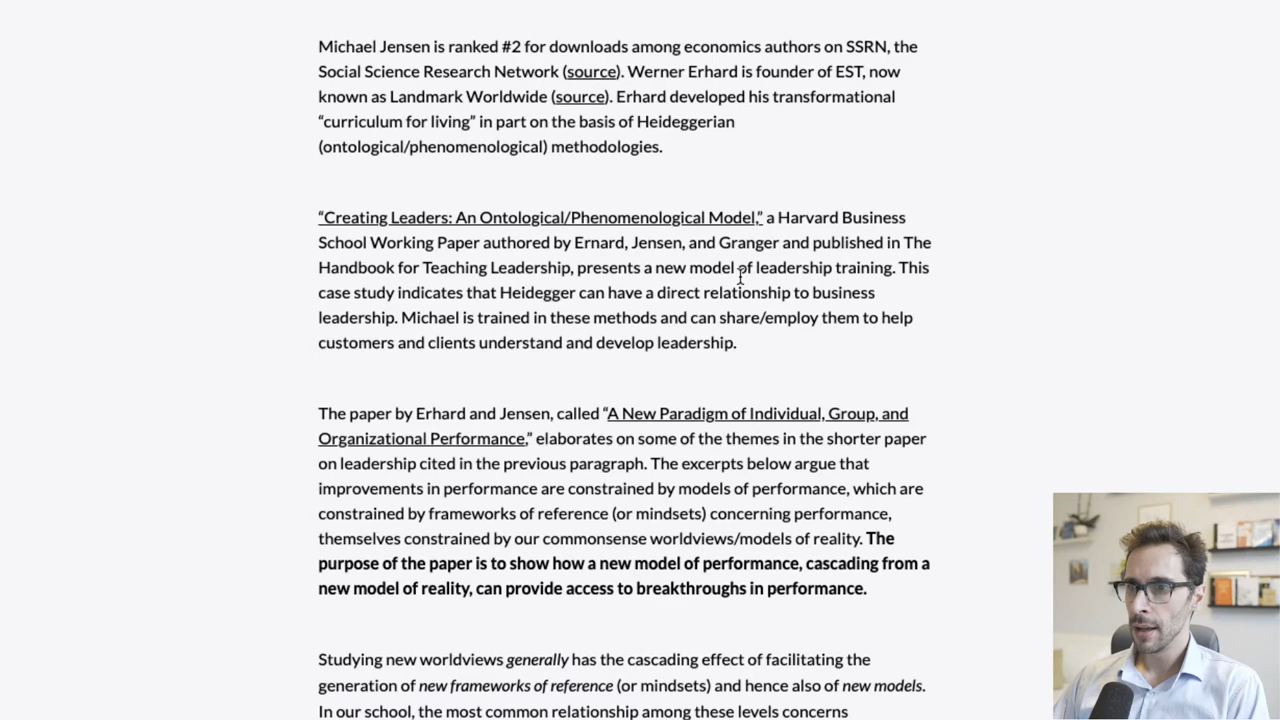 Michael Jensen is ranked #2 for downloads among economics authors on SSRN, the
Social Science Research Network (source). Werner Erhard is founder of EST, now
known as Landmark Worldwide (source). Erhard developed his transformational
“curriculum for living” in part on the basis of Heideggerian
(ontological/phenomenological) methodologies.
“Creating Leaders: An Ontological/Phenomenological Model,” a Harvard Business
School Working Paper authored by Ernard, Jensen, and Granger and published in The
Handbook for Teaching Leadership, presents a new model of leadership training. This
case study indicates that Heidegger can have a direct relationship to business
leadership. Michael is trained in these methods and can share/employ them to help
customers and clients understand and develop leadership.
The paper by Erhard and Jensen, called “A New Paradigm of Individual, Group, and
Organizational Performance,” elaborates on some of the themes in the shorter paper
on leadership cited in the previous paragraph. The excerpts below argue that
improvements in performance are constrained by models of performance, which are
constrained by frameworks of reference (or mindsets) concerning performance,
themselves constrained by our commonsense worldviews/models of reality. The
purpose of the paper is to show how a new model of performance, cascading from a
new model of reality, can provide access to breakthroughs in performance.
Studying new worldviews generally has the cascading effect of facilitating the
generation of new frameworks of reference (or mindsets) and hence also of new models.
In our school, the most common relationship among these levels concerns